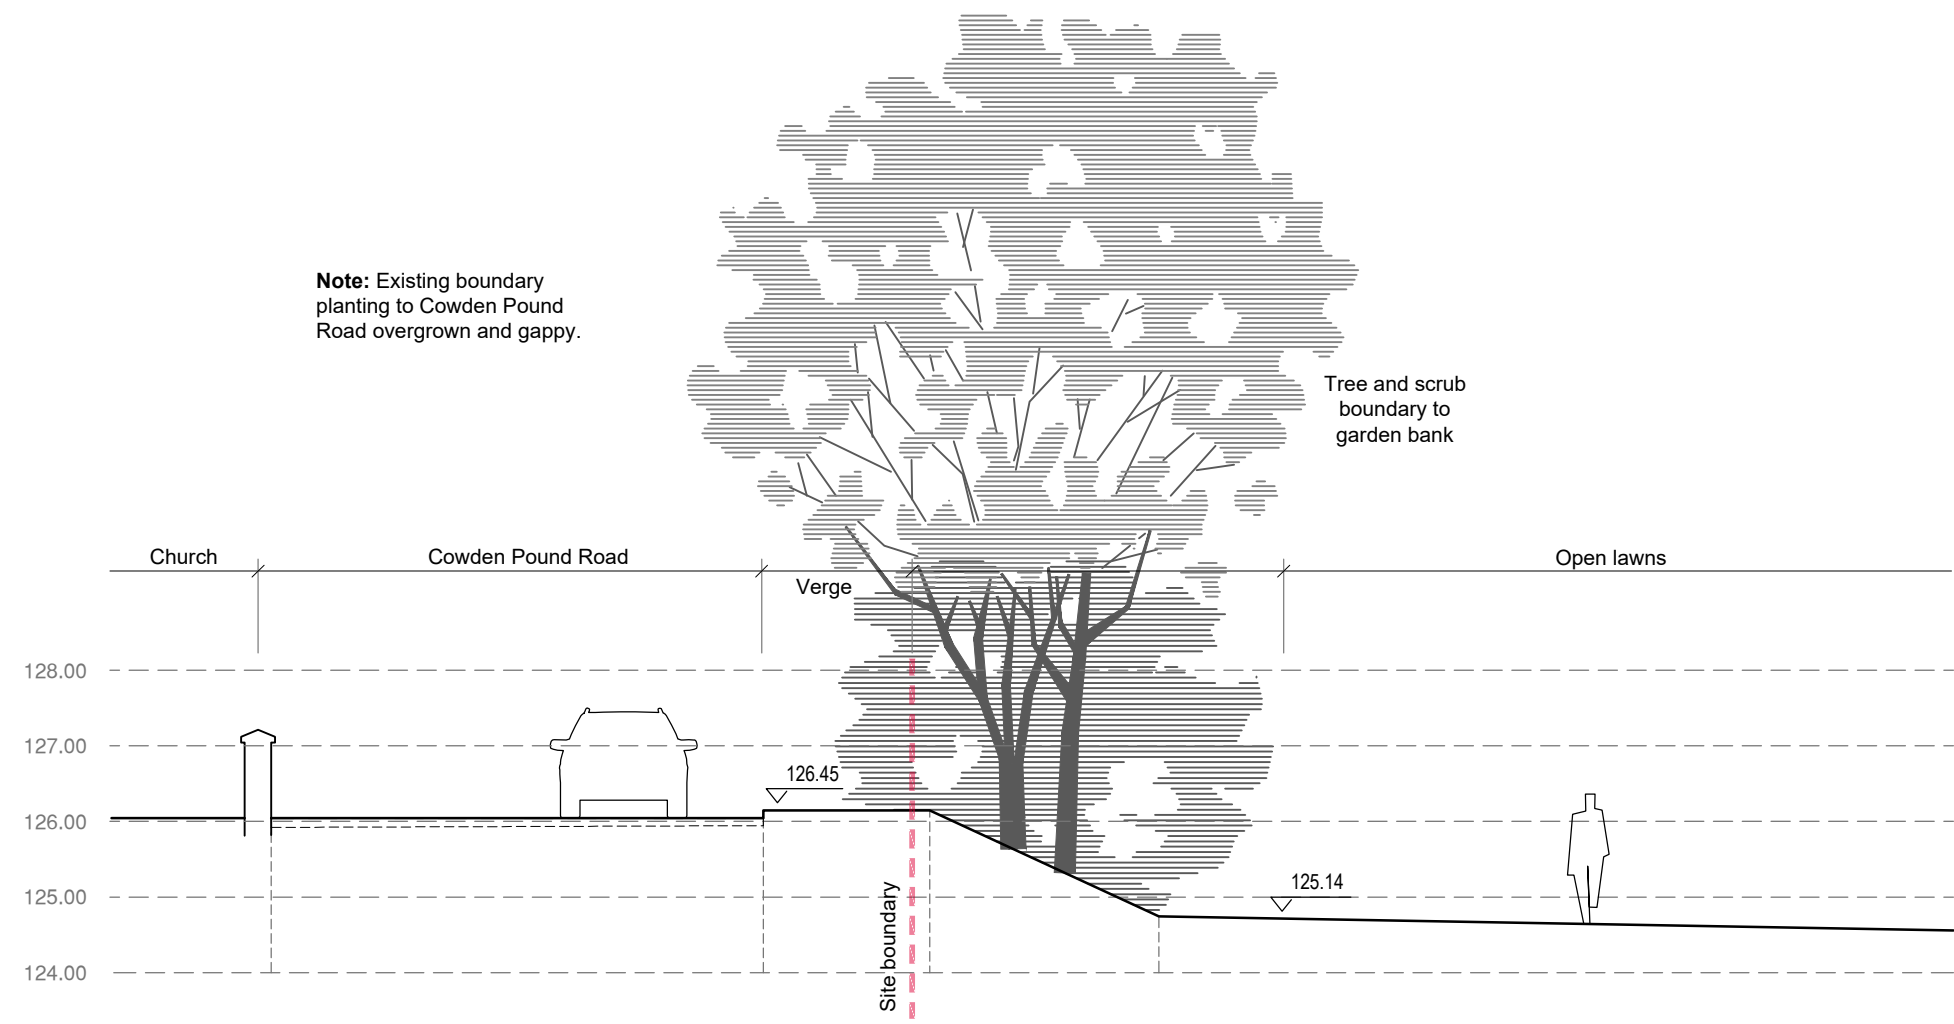 Note: Existing boundary
planting to Cowden Pound
Road overgrown and gappy.
Tree and scrub
boundary to
garden bank
Church
Cowden Pound Road
Verge
Open lawns
128.00
127.00
126.45
126.00
125.14
125.00
124.00
Site boundary